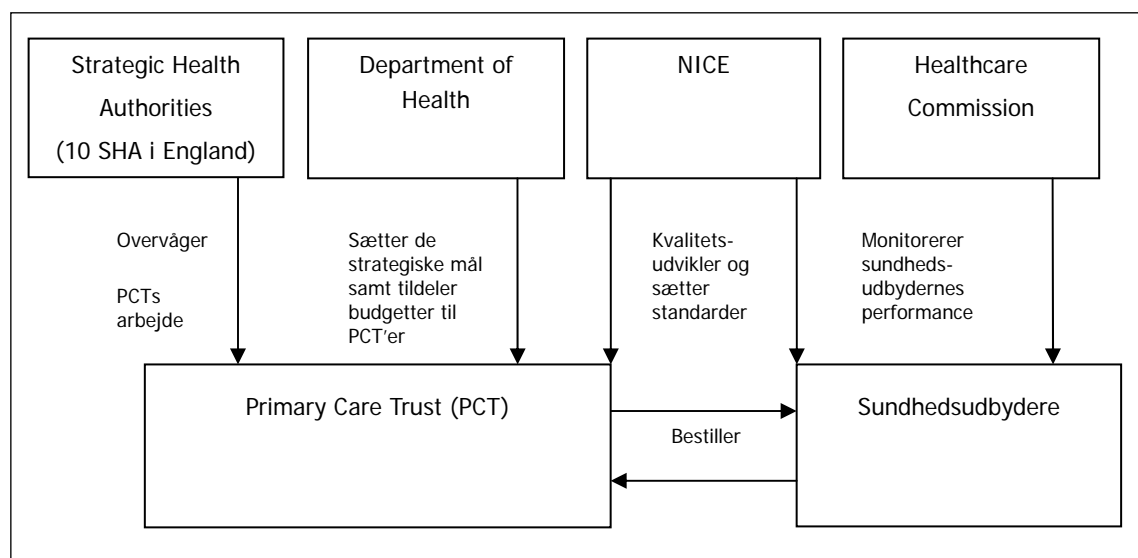 Strategic Health
Authorities
(10 SHA i England)
Department of
Health
NICE
Healthcare
Commission
Overvåger
PCTs
arbejde
Sætter de
strategiske mål
samt tildeler
budgetter til
PCT'er
Kvalitets-
udvikler og
sætter
standarder
Monitorerer
sundheds-
udbydernes
performance
Primary Care Trust (PCT)
Bestiller
Sundhedsudbydere